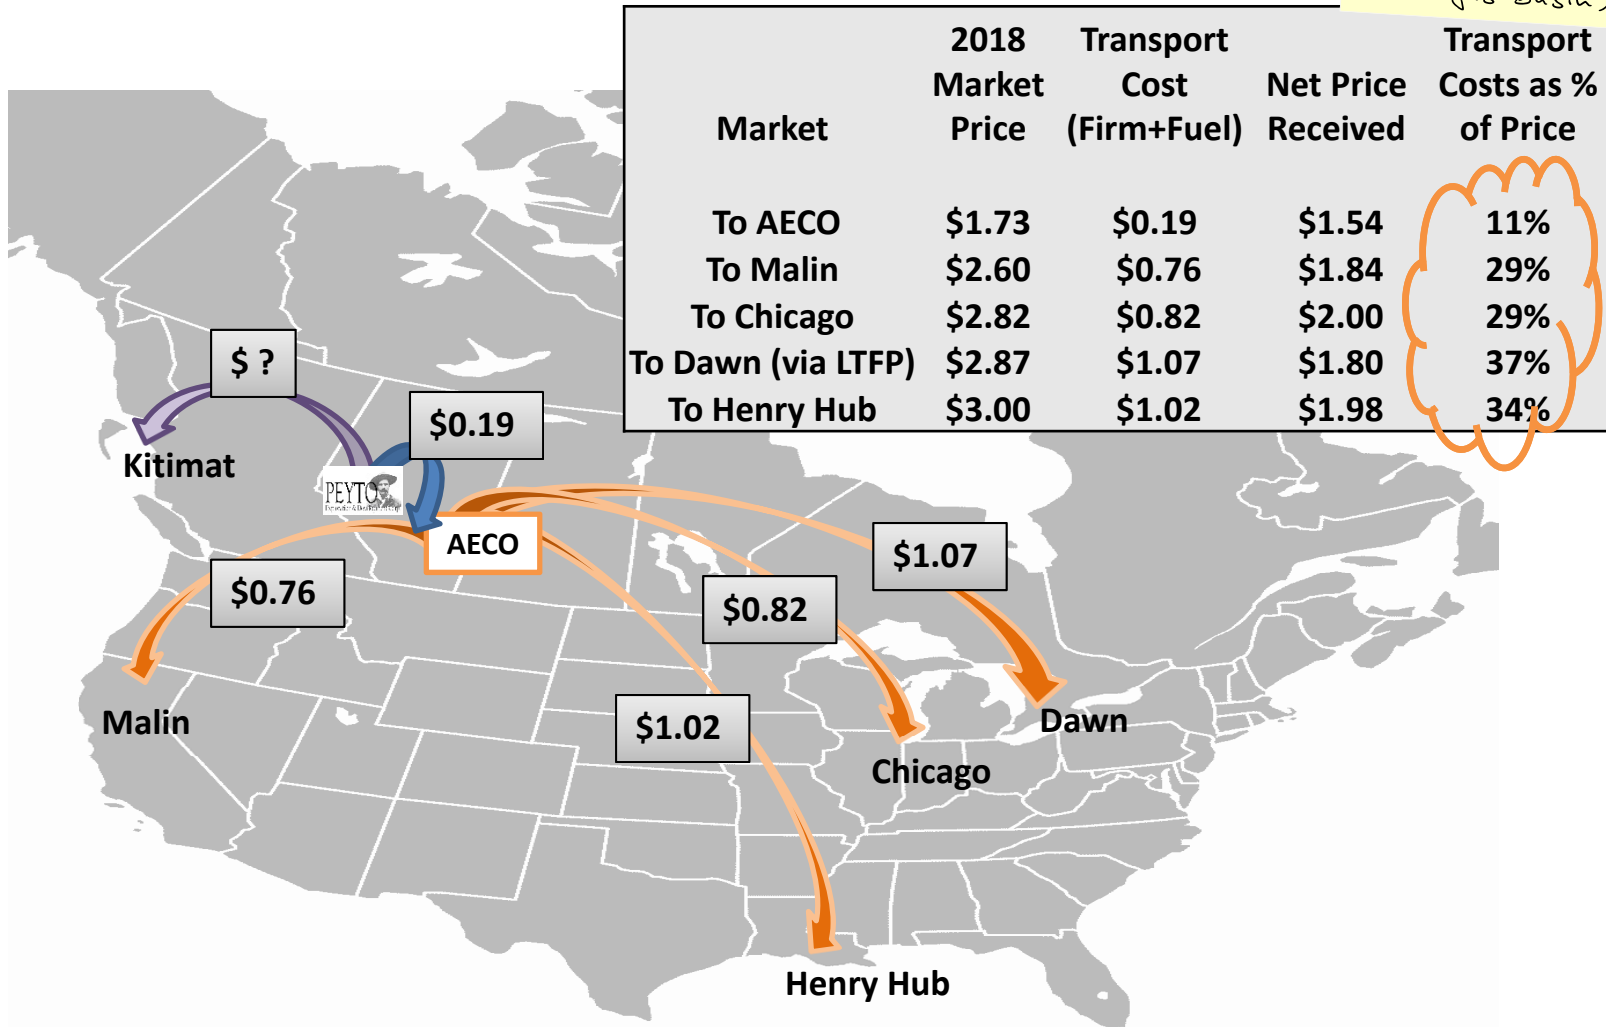 2018 Market Price
Transport Cost (Firm+Fuel)
Net Price Received
Transport Costs as % of Price
Market
To AECO $1.73 $0.19 $1.54 11%
To Malin $2.60 $0.76 $1.84 29%
To Chicago $2.82 $0.82 $2.00 29%
To Dawn (via LTFP) $2.87 $1.07 $1.80 37%
To Henry Hub $3.00 $1.02 $1.98 34%
$ ?
$0.19
Kitimat
PEYTO
AECO
$1.07
$0.76
$0.82
Malin
$1.02
Dawn
Chicago
Henry Hub